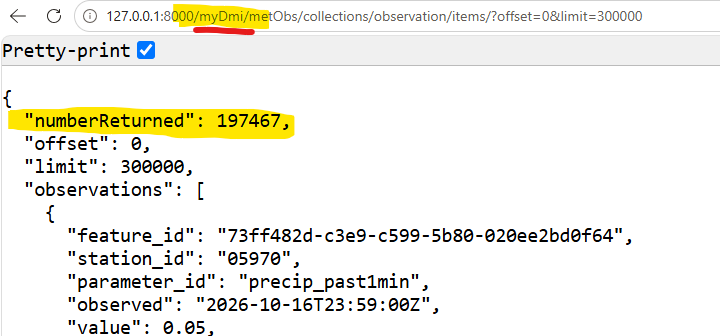 127.0.0.1:8000/myDmi/metObs/collections/observation/items/?offset=0&limit=300000
Pretty-print
{
"numberReturned": 197467,
"offset": 0,
"limit": 300000,
"observations": [
{
"feature_id": "73ff482d-c3e9-c599-5b80-020ee2bd0f64",
"station_id": "05970",
"parameter_id": "precip_past1min",
"observed": "2026-10-16T23:59:00Z",
"value": 0.05,